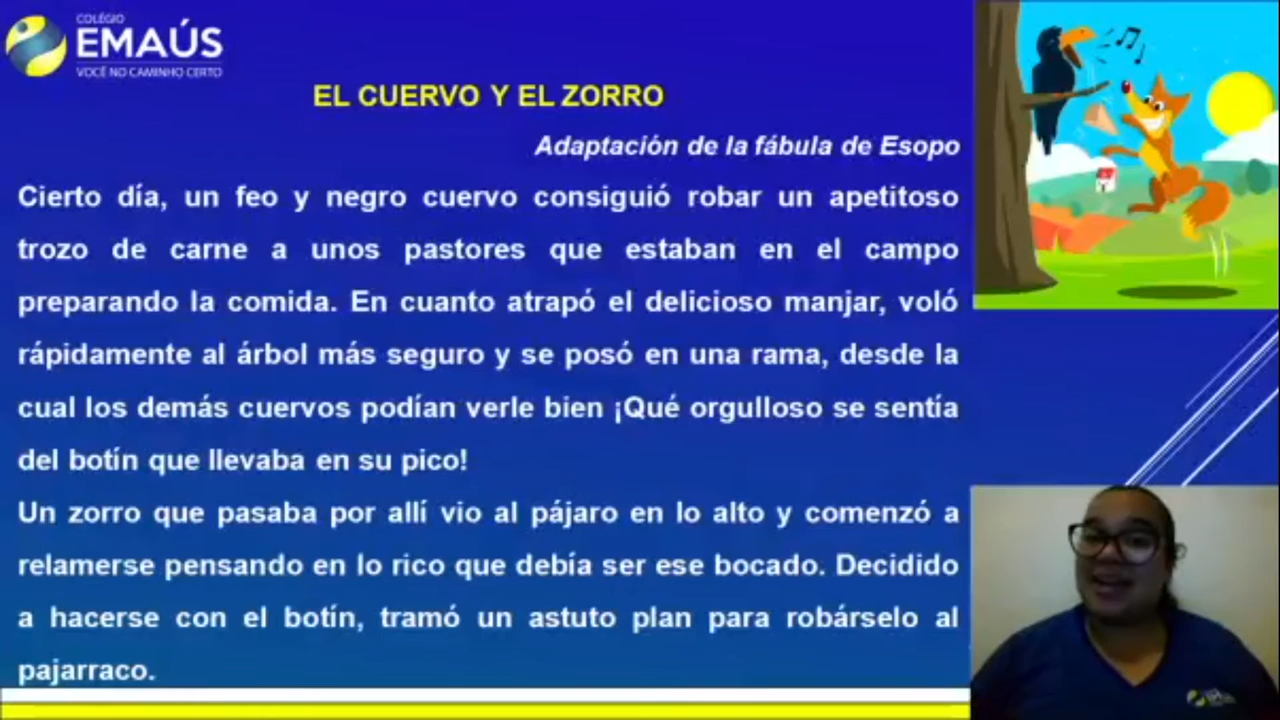 COLÉGIO
EMAÚS
VOCÊ NO CAMINHO CERTO
EL CUERVO Y EL ZORRO
Adaptación de la fábula de Esopo
Cierto día, un feo y negro cuervo consiguió robar un apetitoso
trozo de carne a unos pastores que estaban en el campo
preparando la comida. En cuanto atrapó el delicioso manjar, voló
rápidamente al árbol más seguro y se posó en una rama, desde la
cual los demás cuervos podían verle bien ¡Qué orgulloso se sentía
del botín que llevaba en su pico!
Un zorro que pasaba por allí vio al pájaro en lo alto y comenzó a
relamerse pensando en lo rico que debía ser ese bocado. Decidido
a hacerse con el botín, tramó un astuto plan para robárselo al
pajarraco.